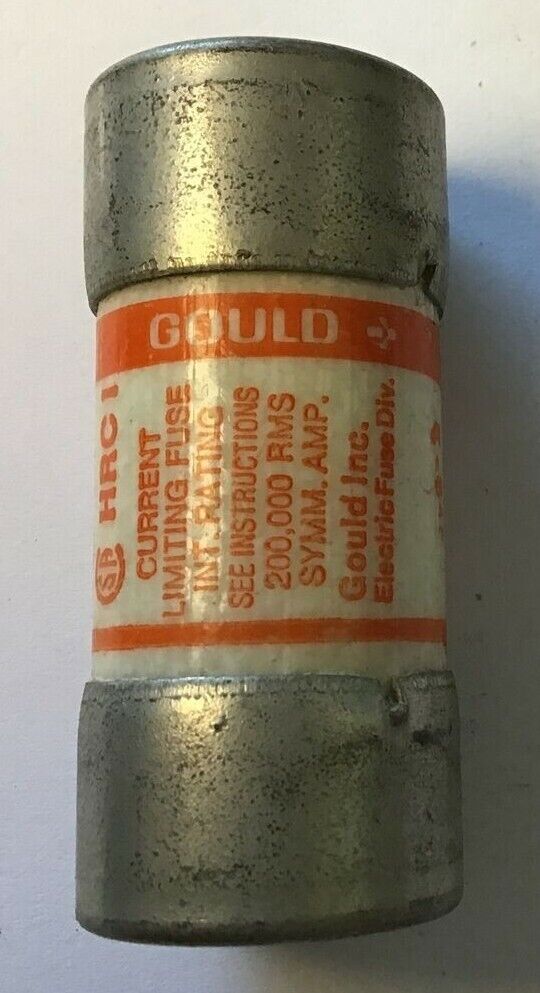 GOULD
HRC I
SA
CURRENT
LIMITING FUSE
INT. RATING
SEE INSTRUCTIONS
200,000 RMS
SYMM. AMP.
Gould Inc.
Electric Fuse Div.